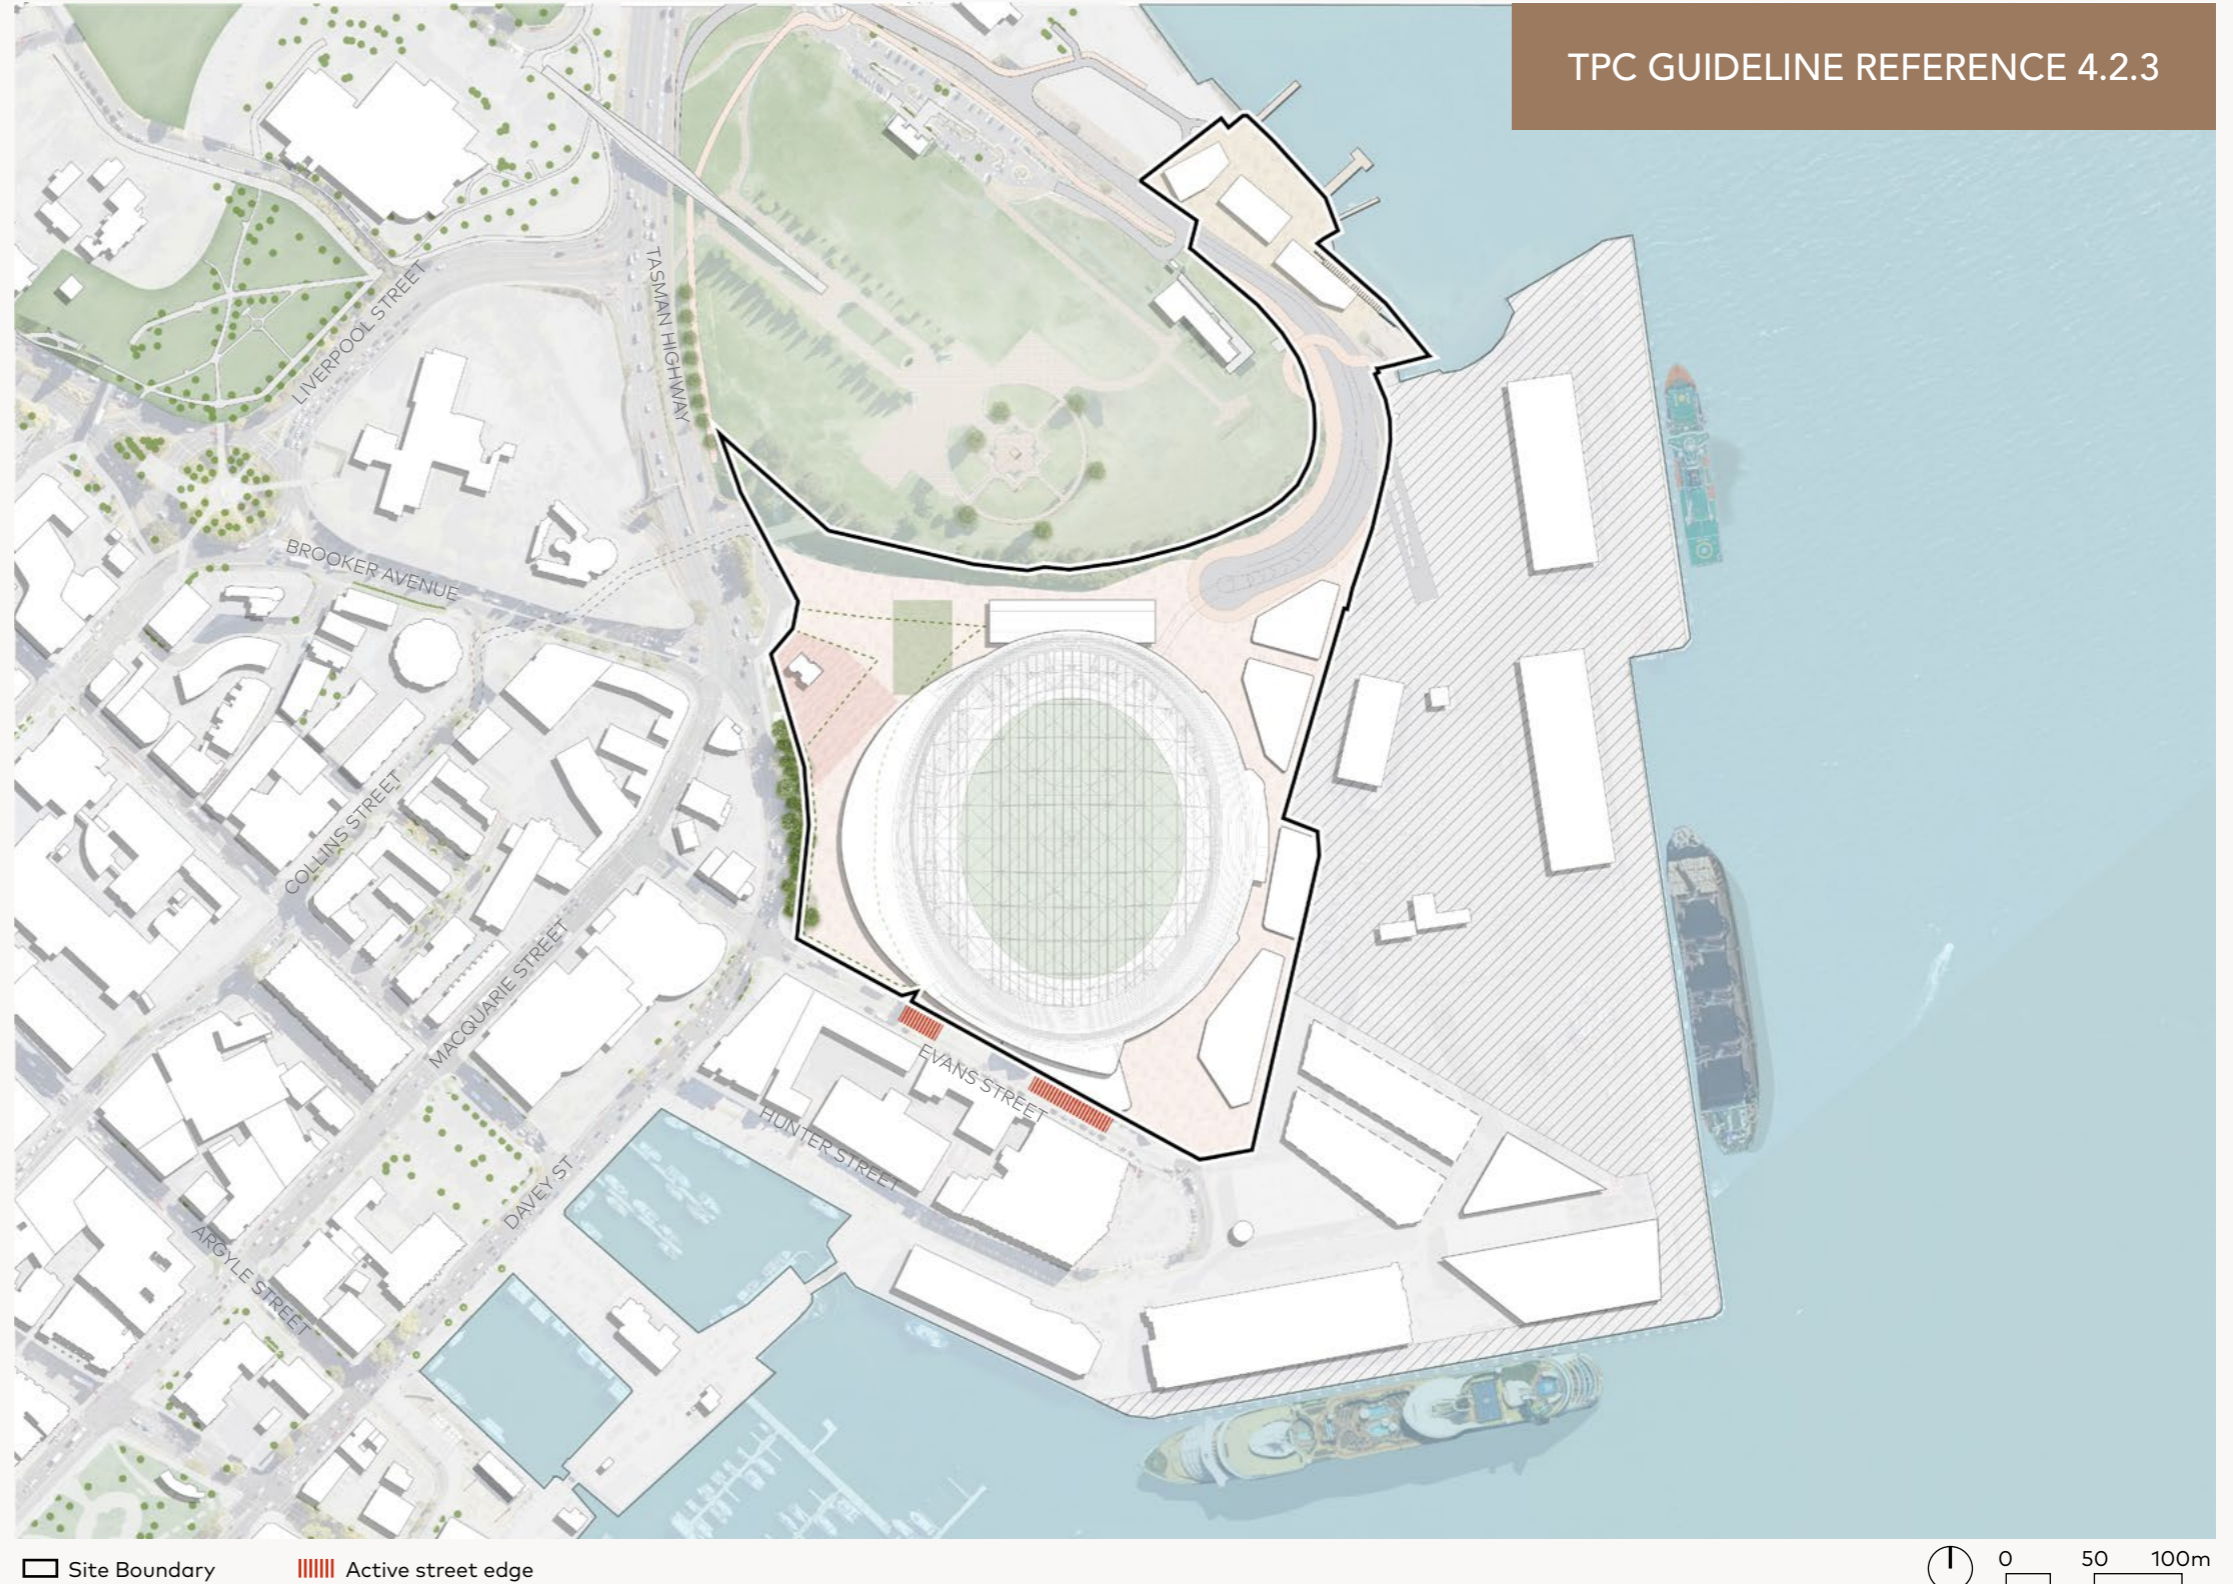 TPC GUIDELINE REFERENCE 4.2.3
TASMAN HIGHWAY
LIVERPOOL STREET
BROOKER AVENUE
COLLINS STREET
MACQUARIE STREET
EVANS STREET
HUNTER STREET
DAVEY ST
ARGYLE STREET
Site Boundary
Active street edge
0 50 100m